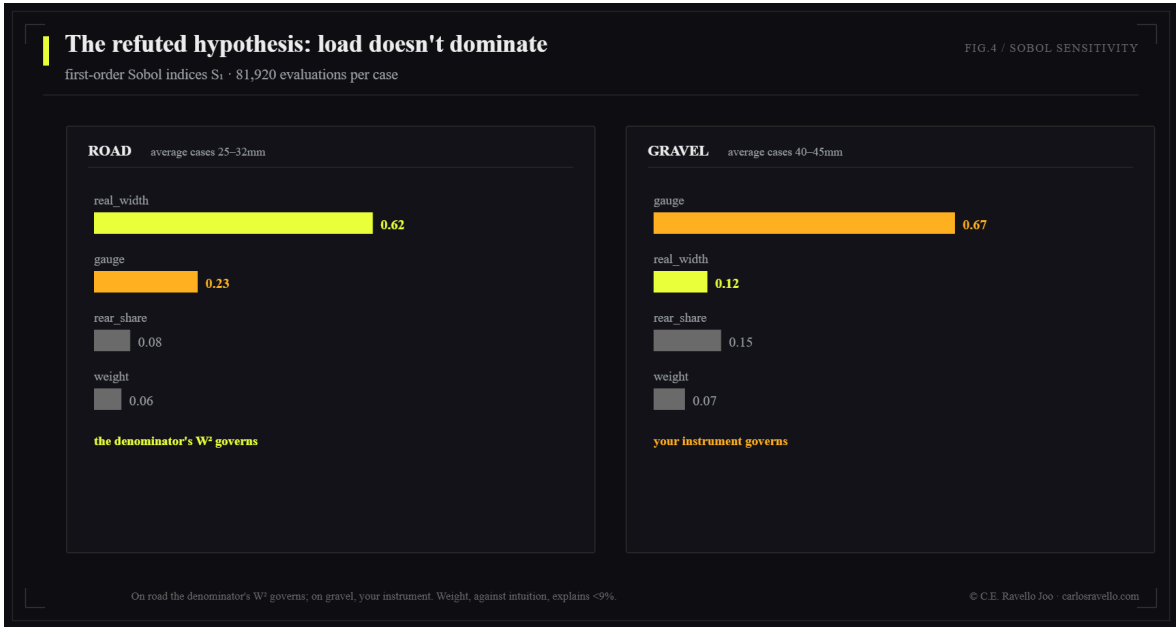 The refuted hypothesis: load doesn't dominate
FIG.4 / SOBOL SENSITIVITY
first-order Sobol indices S₁ · 81,920 evaluations per case
ROAD average cases 25–32mm
real_width
0.62
gauge
0.23
rear_share
0.08
weight
0.06
the denominator's W² governs
GRAVEL average cases 40–45mm
gauge
0.67
real_width
0.12
rear_share
0.15
weight
0.07
your instrument governs
On road the denominator's W² governs; on gravel, your instrument. Weight, against intuition, explains <9%.
© C.E. Ravello Joo · carlosravello.com